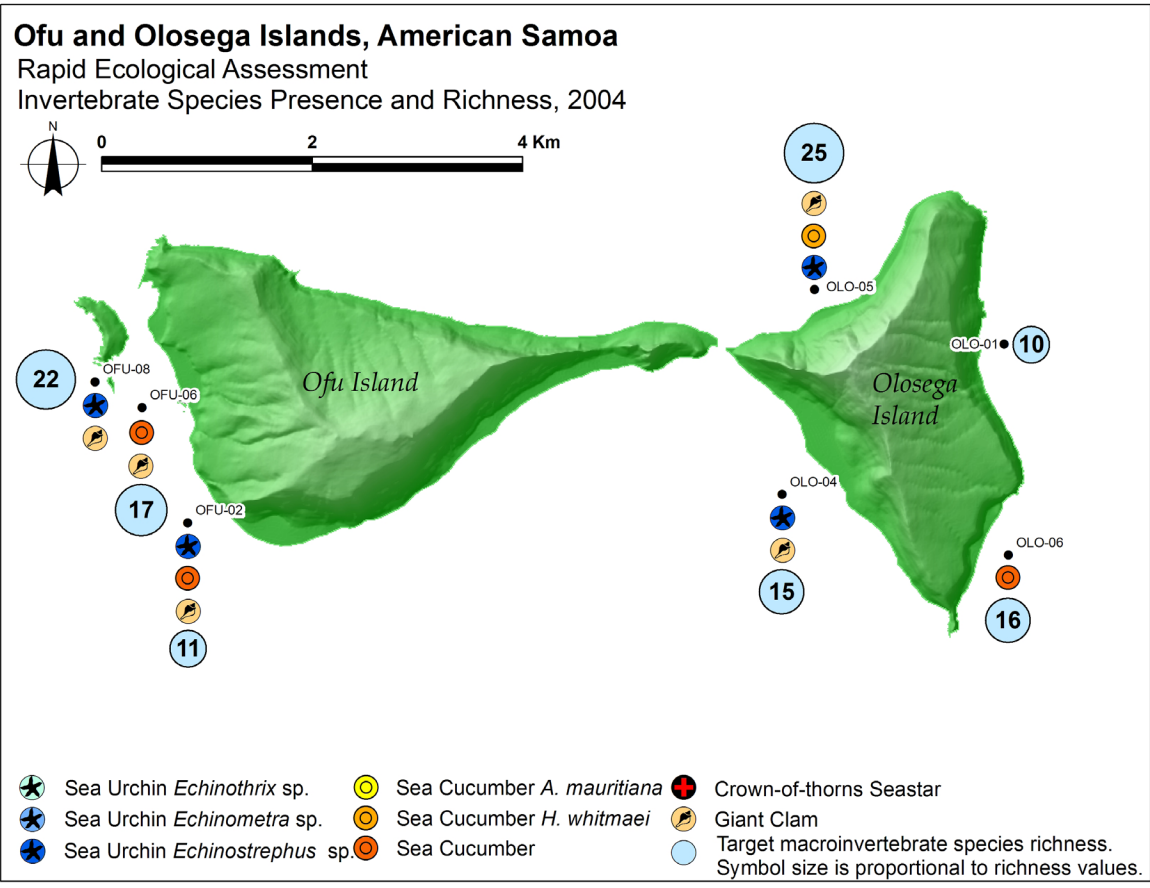 Ofu and Olosega Islands, American Samoa
Rapid Ecological Assessment
Invertebrate Species Presence and Richness, 2004
N
0 2 4 Km
25
OLO-05
OLO-01 10
22
OFU-08
OFU-06
Ofu Island
Olosega
Island
17
OFU-02
11
OLO-04
15
OLO-06
16
Sea Urchin Echinothrix sp.
Sea Urchin Echinometra sp.
Sea Urchin Echinostrephus sp.
Sea Cucumber A. mauritiana
Sea Cucumber H. whitmaei
Sea Cucumber
Crown-of-thorns Seastar
Giant Clam
Target macroinvertebrate species richness.
Symbol size is proportional to richness values.